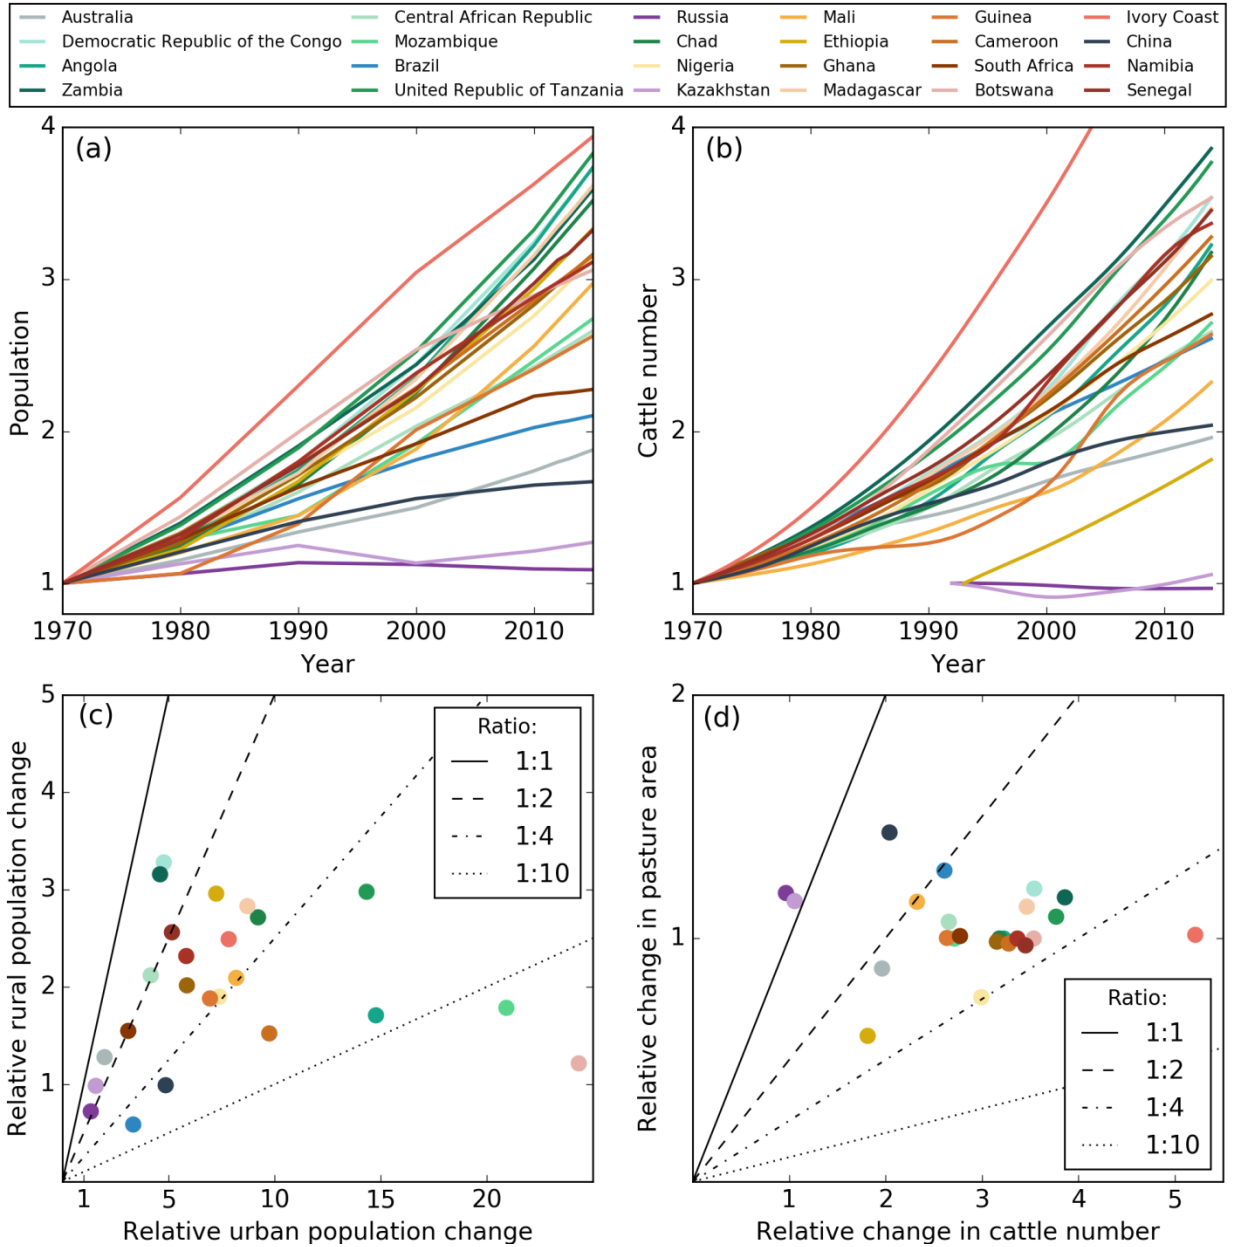 Australia Central African Republic Russia Mali Guinea Ivory Coast
Democratic Republic of the Congo Mozambique Chad Ethiopia Cameroon China
Angola Brazil Nigeria Ghana South Africa Namibia
Zambia United Republic of Tanzania Kazakhstan Madagascar Botswana Senegal
(a)
4
3
2
1
Population
1970 1980 1990 2000 2010
Year
(b)
4
3
2
1
Cattle number
1970 1980 1990 2000 2010
Year
(c)
5
4
3
2
1
Relative rural population change
Ratio:
1:1
1:2
1:4
1:10
1 5 10 15 20
Relative urban population change
(d)
2
1
Relative change in pasture area
Ratio:
1:1
1:2
1:4
1:10
1 2 3 4 5
Relative change in cattle number